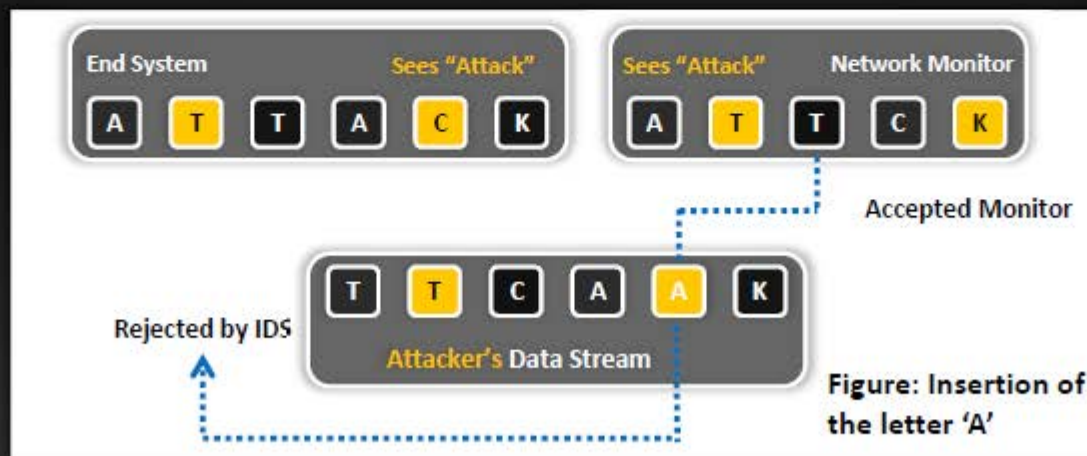 End System Sees "Attack"
A T T A C K
Sees "Attack" Network Monitor
A T T C K
Accepted Monitor
T T C A A K
Rejected by IDS
Attacker's Data Stream
Figure: Insertion of
the letter ‘A’